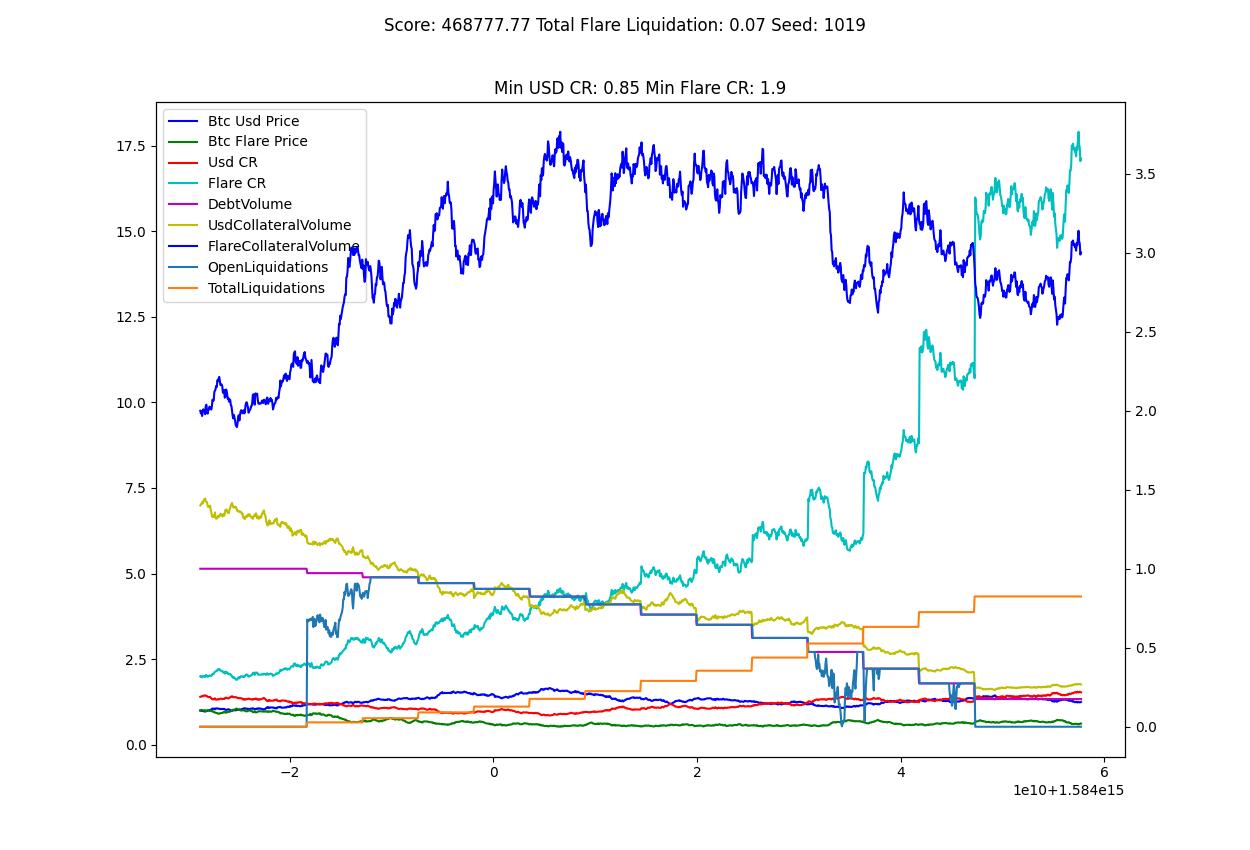 Score: 468777.77 Total Flare Liquidation: 0.07 Seed: 1019
Min USD CR: 0.85 Min Flare CR: 1.9
Btc Usd Price
Btc Flare Price
Usd CR
Flare CR
DebtVolume
UsdCollateralVolume
FlareCollateralVolume
OpenLiquidations
TotalLiquidations
17.5
15.0
12.5
10.0
7.5
5.0
2.5
0.0
3.5
3.0
2.5
2.0
1.5
1.0
0.5
0.0
−2
0
2
4
6
1e10+1.584e15